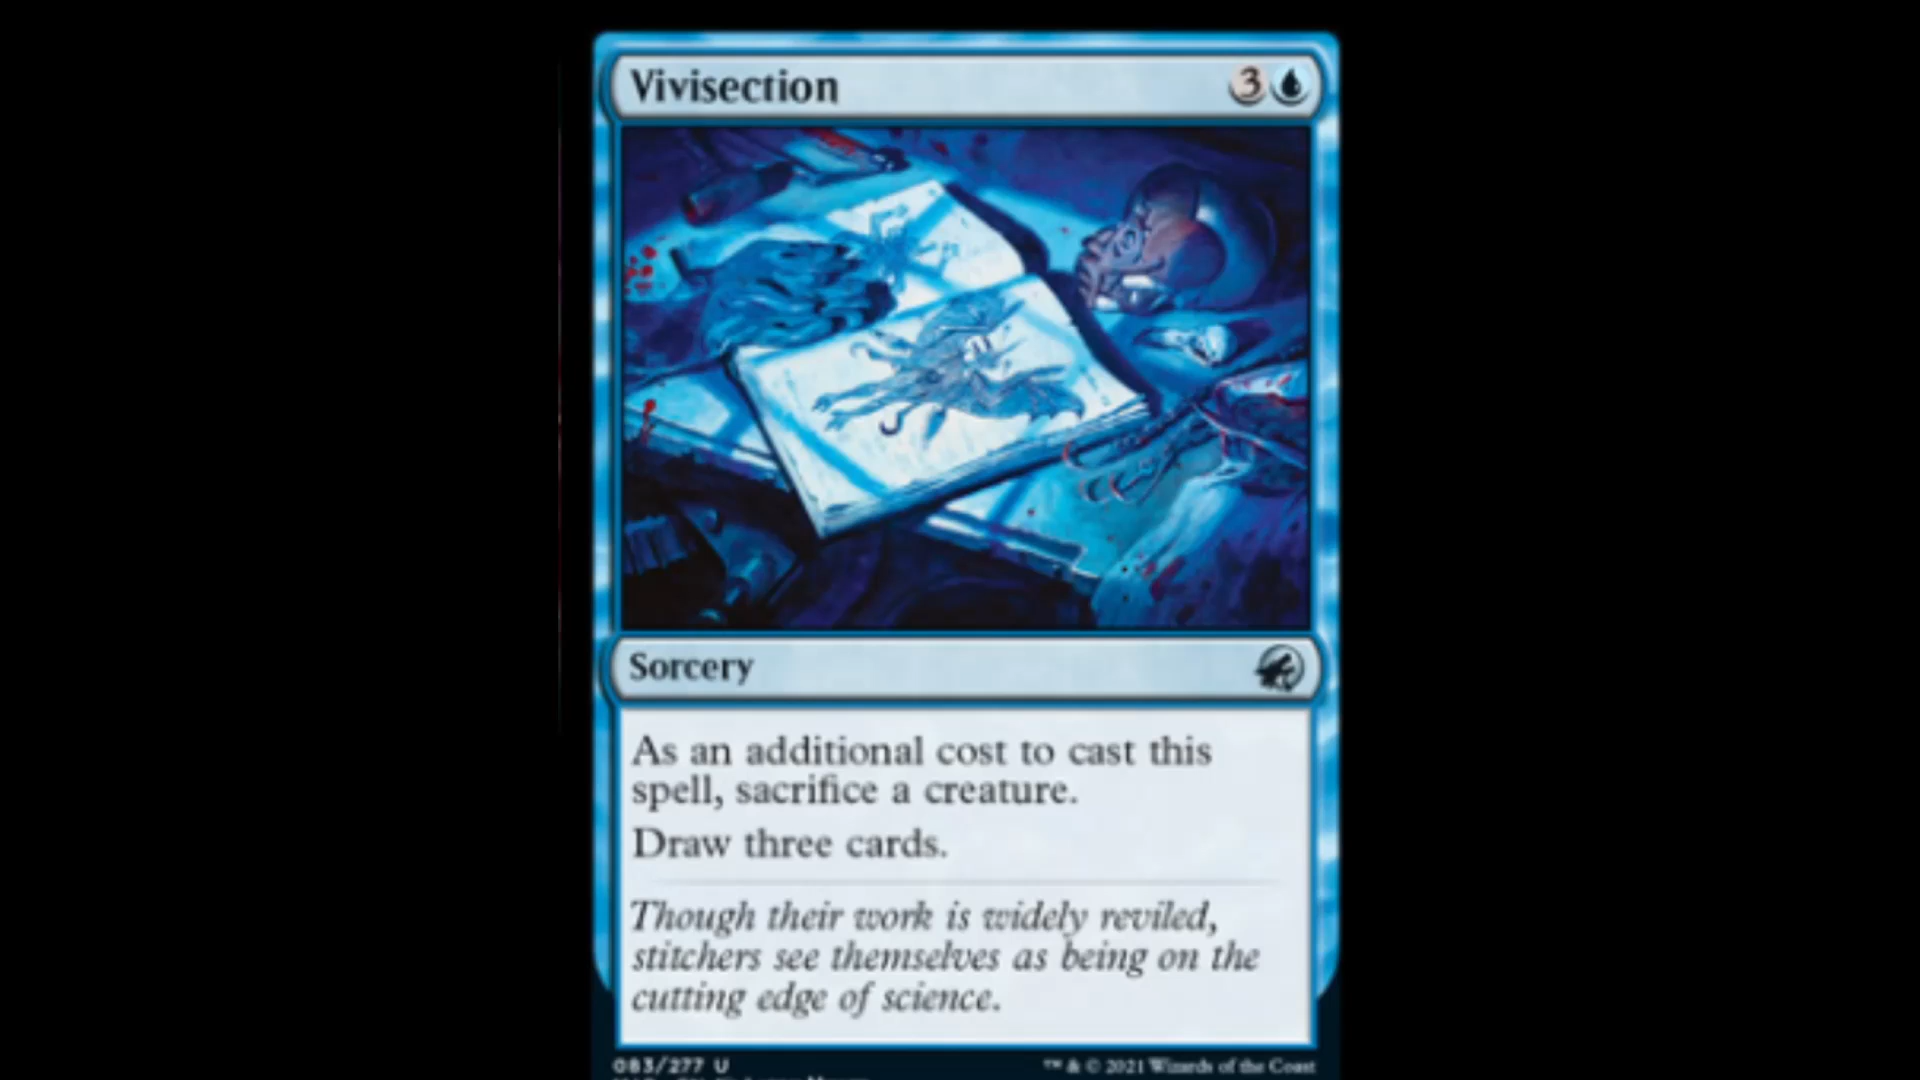 Vivisection 3
Sorcery
As an additional cost to cast this
spell, sacrifice a creature.
Draw three cards.
Though their work is widely reviled,
stitchers see themselves as being on the
cutting edge of science.
083/277 U
™ & © 2021 Wizards of the Coast